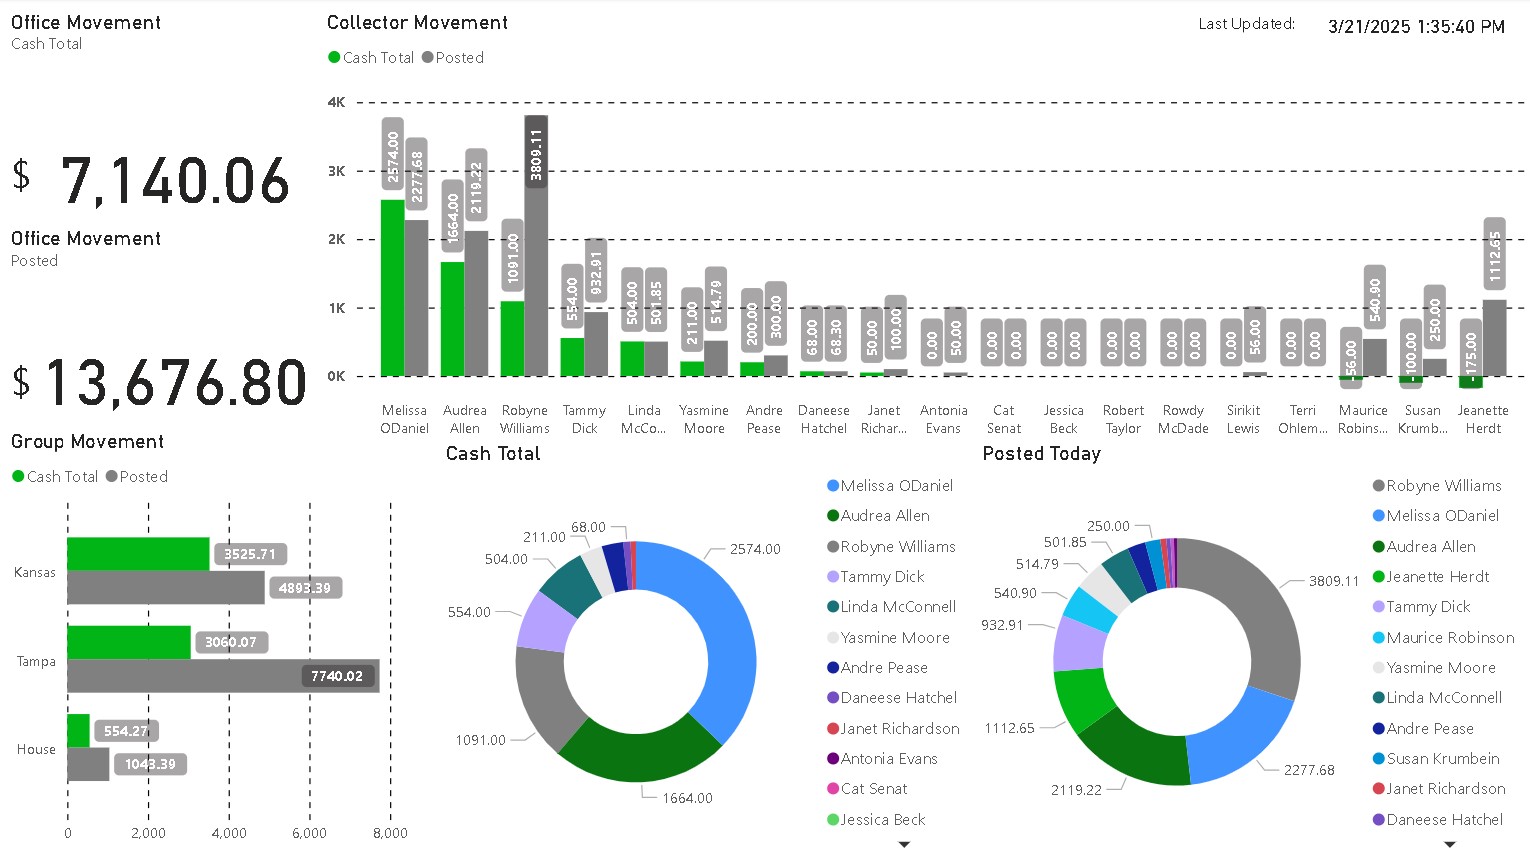 Office Movement
Cash Total
$ 7,140.06
Office Movement
Posted
$ 13,676.80
Collector Movement
Last Updated: 3/21/2025 1:35:40 PM
Cash Total Posted
4K
3K
2K
1K
0K
2574.00 2277.68
1664.00 2119.22
1091.00 3809.11
554.00 932.91
504.00 501.85
211.00 514.79
200.00 300.00
68.00 68.30
50.00 100.00
0.00 50.00
0.00 0.00
0.00 0.00
0.00 0.00
0.00 0.00
0.00 56.00
0.00 0.00
-56.00 540.90
-100.00 250.00
-175.00 1112.65
Melissa ODaniel
Audrea Allen
Robyne Williams
Tammy Dick
Linda McCo...
Yasmine Moore
Andre Pease
Daneese Hatchel
Janet Richar...
Antonia Evans
Cat Senat
Jessica Beck
Robert Taylor
Rowdy McDade
Sirikit Lewis
Terri Ohlem...
Maurice Robins...
Susan Krumb...
Jeanette Herdt
Group Movement
Cash Total Posted
Kansas
3525.71
4893.39
Tampa
3060.07
7740.02
House
554.27
1043.39
0 2,000 4,000 6,000 8,000
Cash Total
68.00
211.00
504.00
554.00
1091.00
1664.00
2574.00
Melissa ODaniel
Audrea Allen
Robyne Williams
Tammy Dick
Linda McConnell
Yasmine Moore
Andre Pease
Daneese Hatchel
Janet Richardson
Antonia Evans
Cat Senat
Jessica Beck
Posted Today
250.00
501.85
514.79
540.90
932.91
1112.65
2119.22
2277.68
3809.11
Robyne Williams
Melissa ODaniel
Audrea Allen
Jeanette Herdt
Tammy Dick
Maurice Robinson
Yasmine Moore
Linda McConnell
Andre Pease
Susan Krumbein
Janet Richardson
Daneese Hatchel